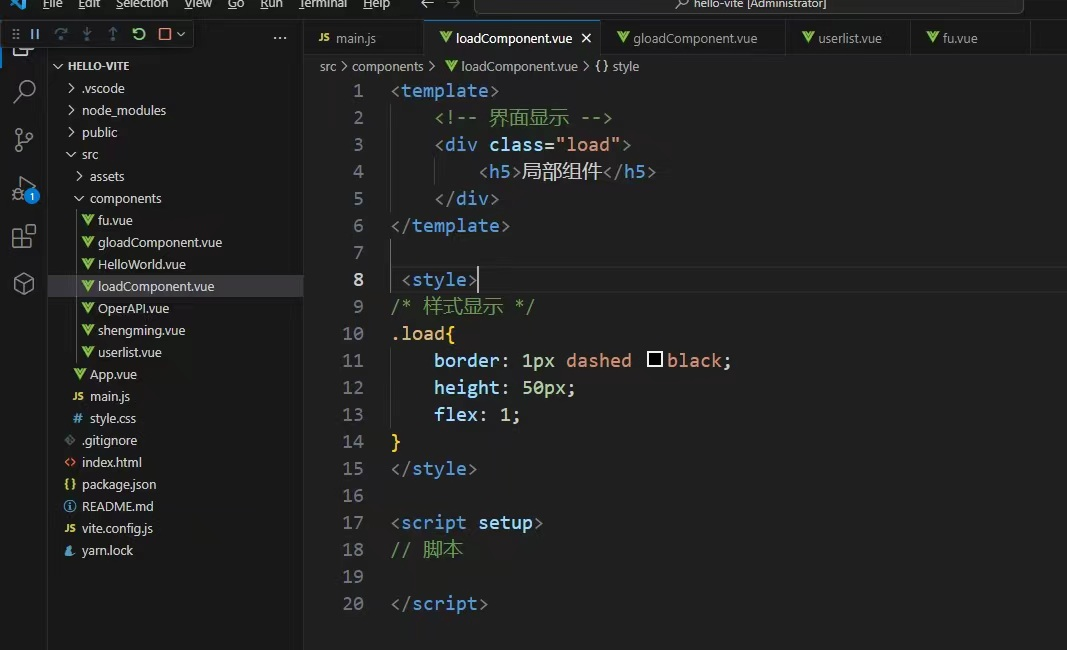 File Edit Selection View Go Run Terminal Help
hello-vite [Administrator]
JS main.js
loadComponent.vue
gloadComponent.vue
userlist.vue
fu.vue
src > components > loadComponent.vue > {} style
HELLO-VITE
.vscode
node_modules
public
src
assets
components
fu.vue
gloadComponent.vue
HelloWorld.vue
loadComponent.vue
OperAPI.vue
shengming.vue
userlist.vue
App.vue
JS main.js
# style.css
.gitignore
<> index.html
{} package.json
README.md
JS vite.config.js
yarn.lock
1
1 <template>
2 <!-- 界面显示 -->
3 <div class="load">
4 <h5>局部组件</h5>
5 </div>
6 </template>
7
8 <style>
9 /* 样式显示 */
10 .load{
11 border: 1px dashed black;
12 height: 50px;
13 flex: 1;
14 }
15 </style>
16
17 <script setup>
18 // 脚本
19
20 </script>